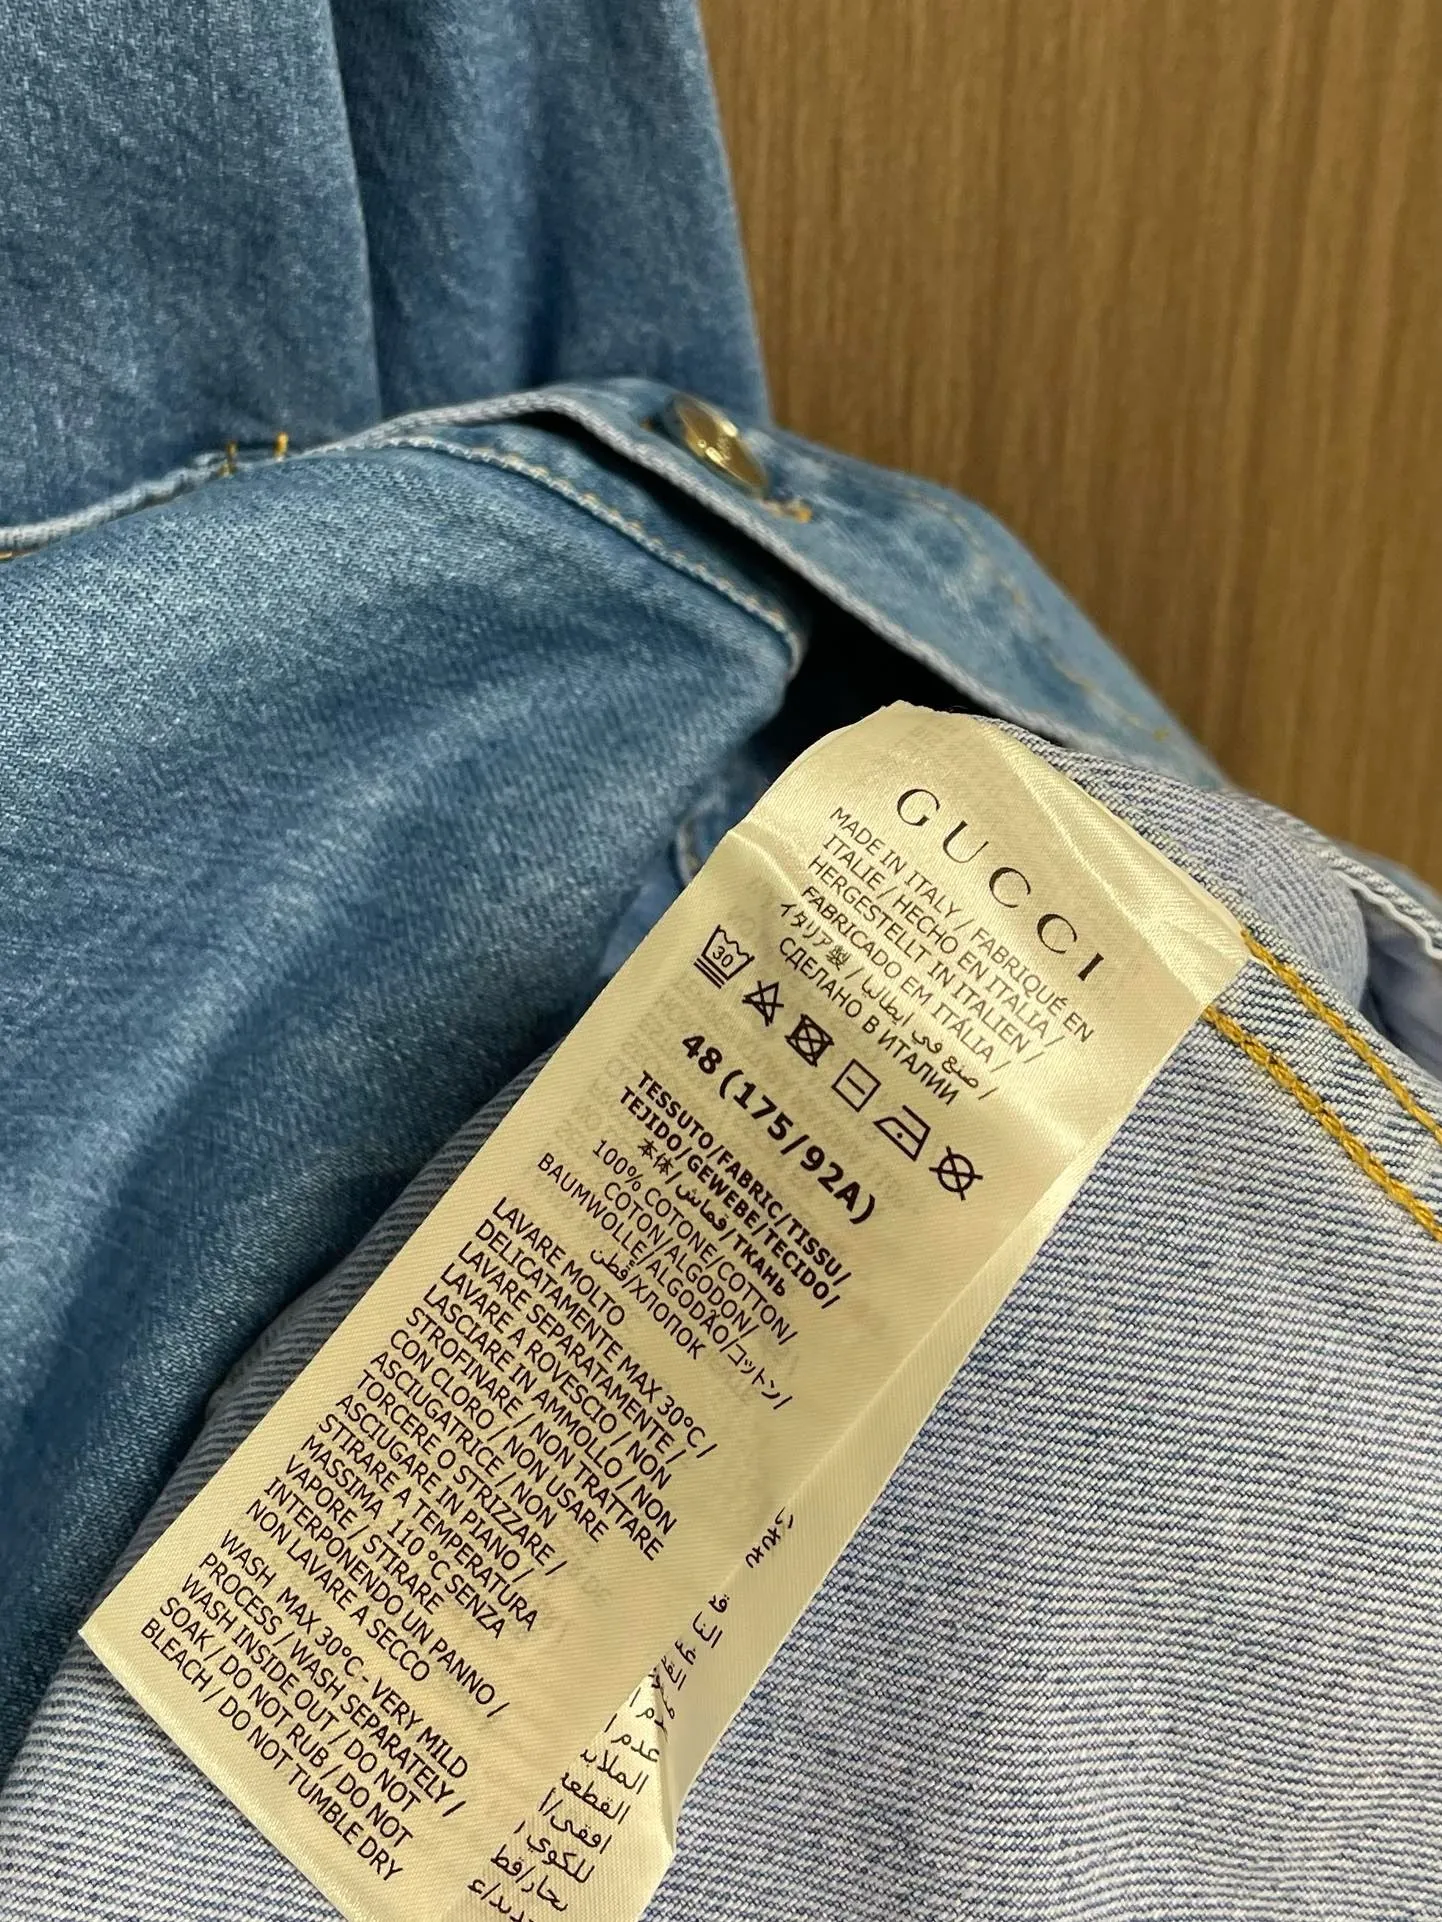 GUCCI
MADE IN ITALY / FABRIQUÉ EN
ITALIE / HECHO EN ITALIA /
HERGESTELLT IN ITALIEN /
FABRICADO EM ITÁLIA /
イタリア製 / صنع في ايطاليا /
СДЕЛАНО В ИТАЛИИ
30
48 (175/92A)
TESSUTO/FABRIC/TISSU/
TEJIDO/GEWEBE/TECIDO/
本体/قماش/ТКАНЬ
100% COTONE/COTTON/
COTON/ALGODON/
BAUMWOLLE/ALGODÃO/コットン/
قطن/ХЛОПОК
LAVARE MOLTO
DELICATAMENTE MAX 30°C /
LAVARE SEPARATAMENTE /
LAVARE A ROVESCIO / NON
LASCIARE IN AMMOLLO / NON
STROFINARE / NON TRATTARE
CON CLORO / NON USARE
ASCIUGATRICE / NON
TORCERE O STRIZZARE /
ASCIUGARE IN PIANO /
STIRARE A TEMPERATURA
MASSIMA 110 °C SENZA
VAPORE / STIRARE
INTERPONENDO UN PANNO /
NON LAVARE A SECCO
WASH MAX 30°C - VERY MILD
PROCESS / WASH SEPARATELY /
WASH INSIDE OUT / DO NOT
SOAK / DO NOT RUB / DO NOT
BLEACH / DO NOT TUMBLE DRY